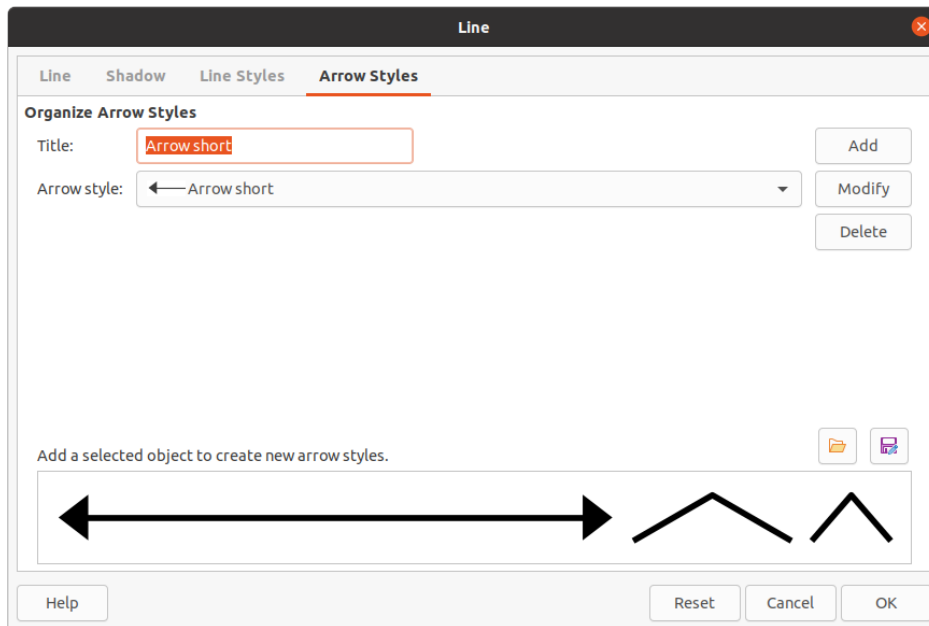 Line
Line Shadow Line Styles Arrow Styles
Organize Arrow Styles
Title: Arrow short Add
Arrow style: Arrow short Modify
Delete
Add a selected object to create new arrow styles.
Help Reset Cancel OK